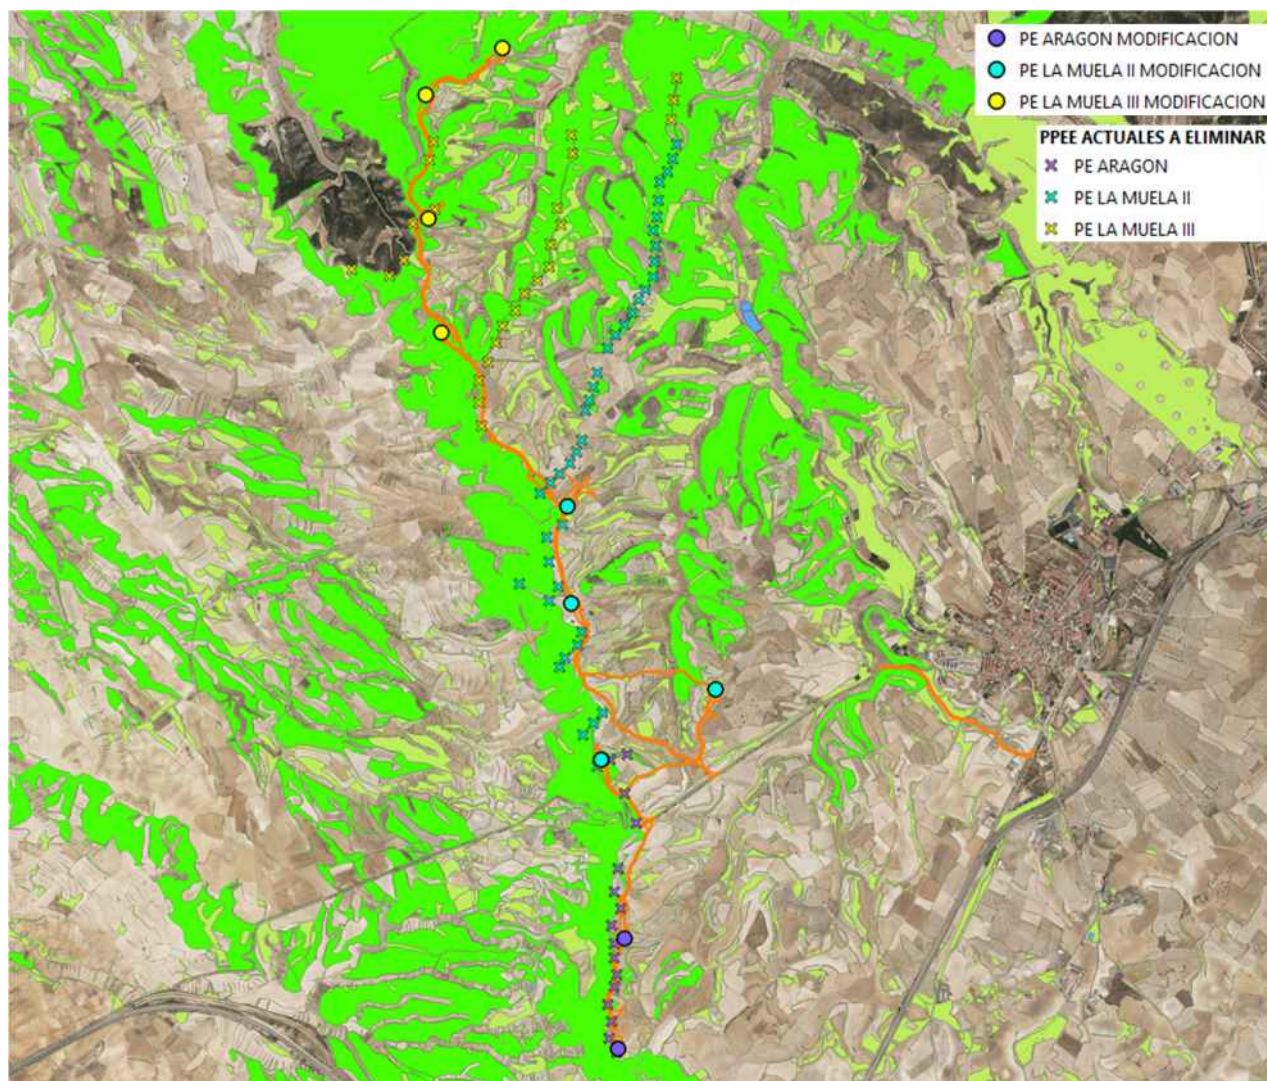 PE ARAGON MODIFICACION
PE LA MUELA II MODIFICACION
PE LA MUELA III MODIFICACION
PPEE ACTUALES A ELIMINAR
PE ARAGON
PE LA MUELA II
PE LA MUELA III